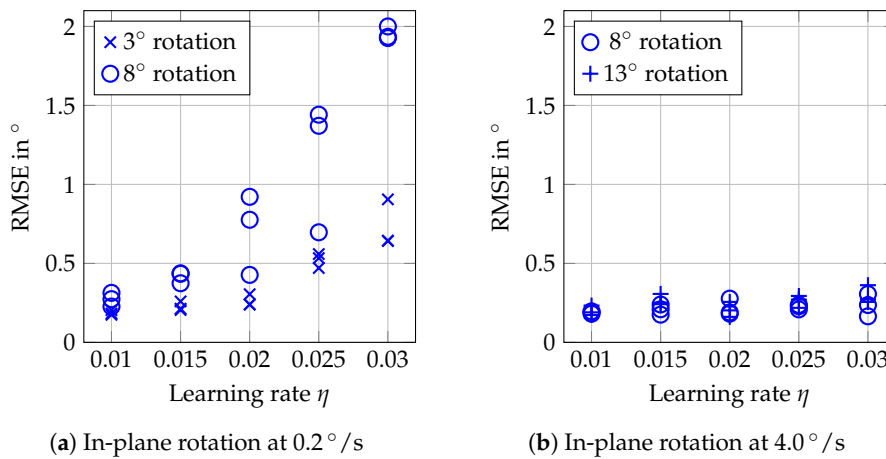 2
1.5
1
0.5
0
0.01 0.015 0.02 0.025 0.03
RMSE in °
Learning rate η
3° rotation
8° rotation
(a) In-plane rotation at 0.2 °/s
2
1.5
1
0.5
0
0.01 0.015 0.02 0.025 0.03
RMSE in °
Learning rate η
8° rotation
13° rotation
(b) In-plane rotation at 4.0 °/s